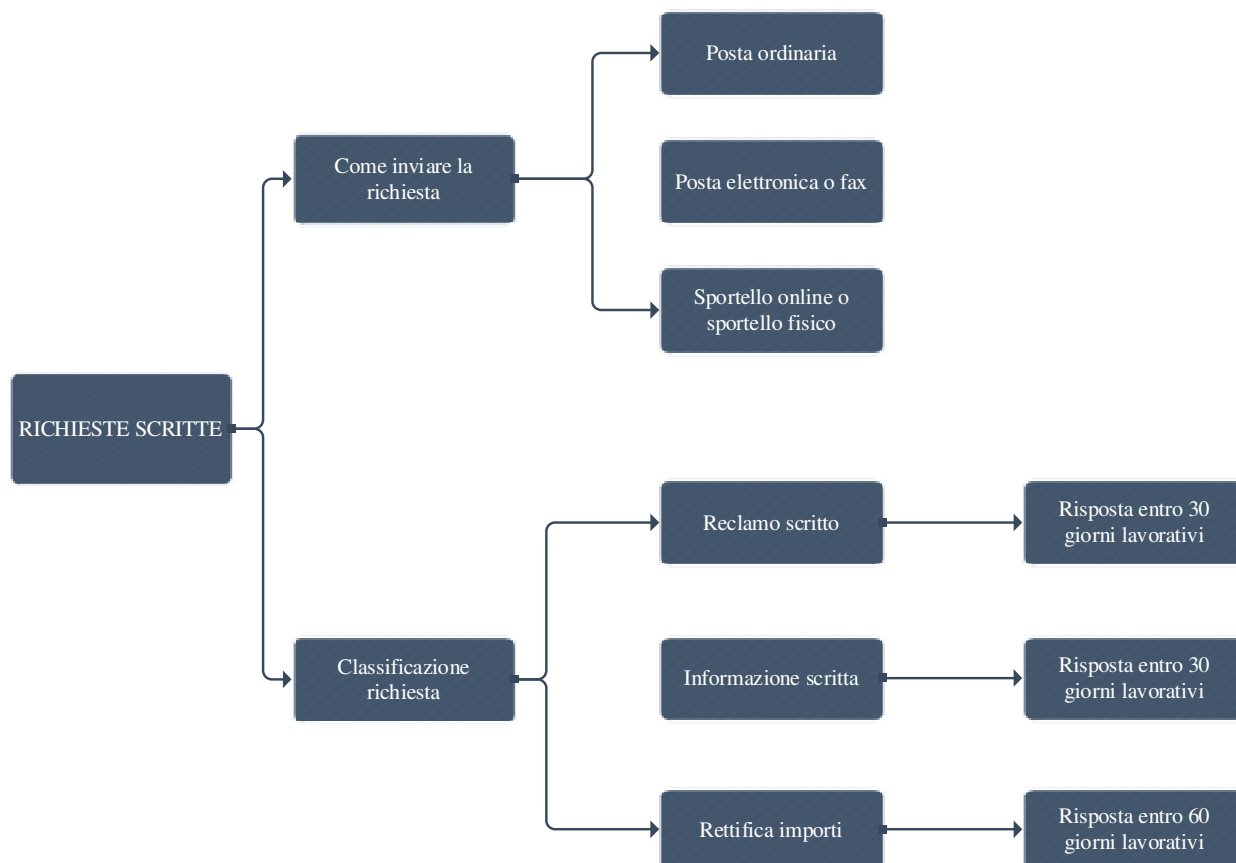 Posta ordinaria
Come inviare la
richiesta
Posta elettronica o fax
Sportello online o
sportello fisico
RICHIESTE SCRITTE
Reclamo scritto
Risposta entro 30
giorni lavorativi
Classificazione
richiesta
Informazione scritta
Risposta entro 30
giorni lavorativi
Rettifica importi
Risposta entro 60
giorni lavorativi